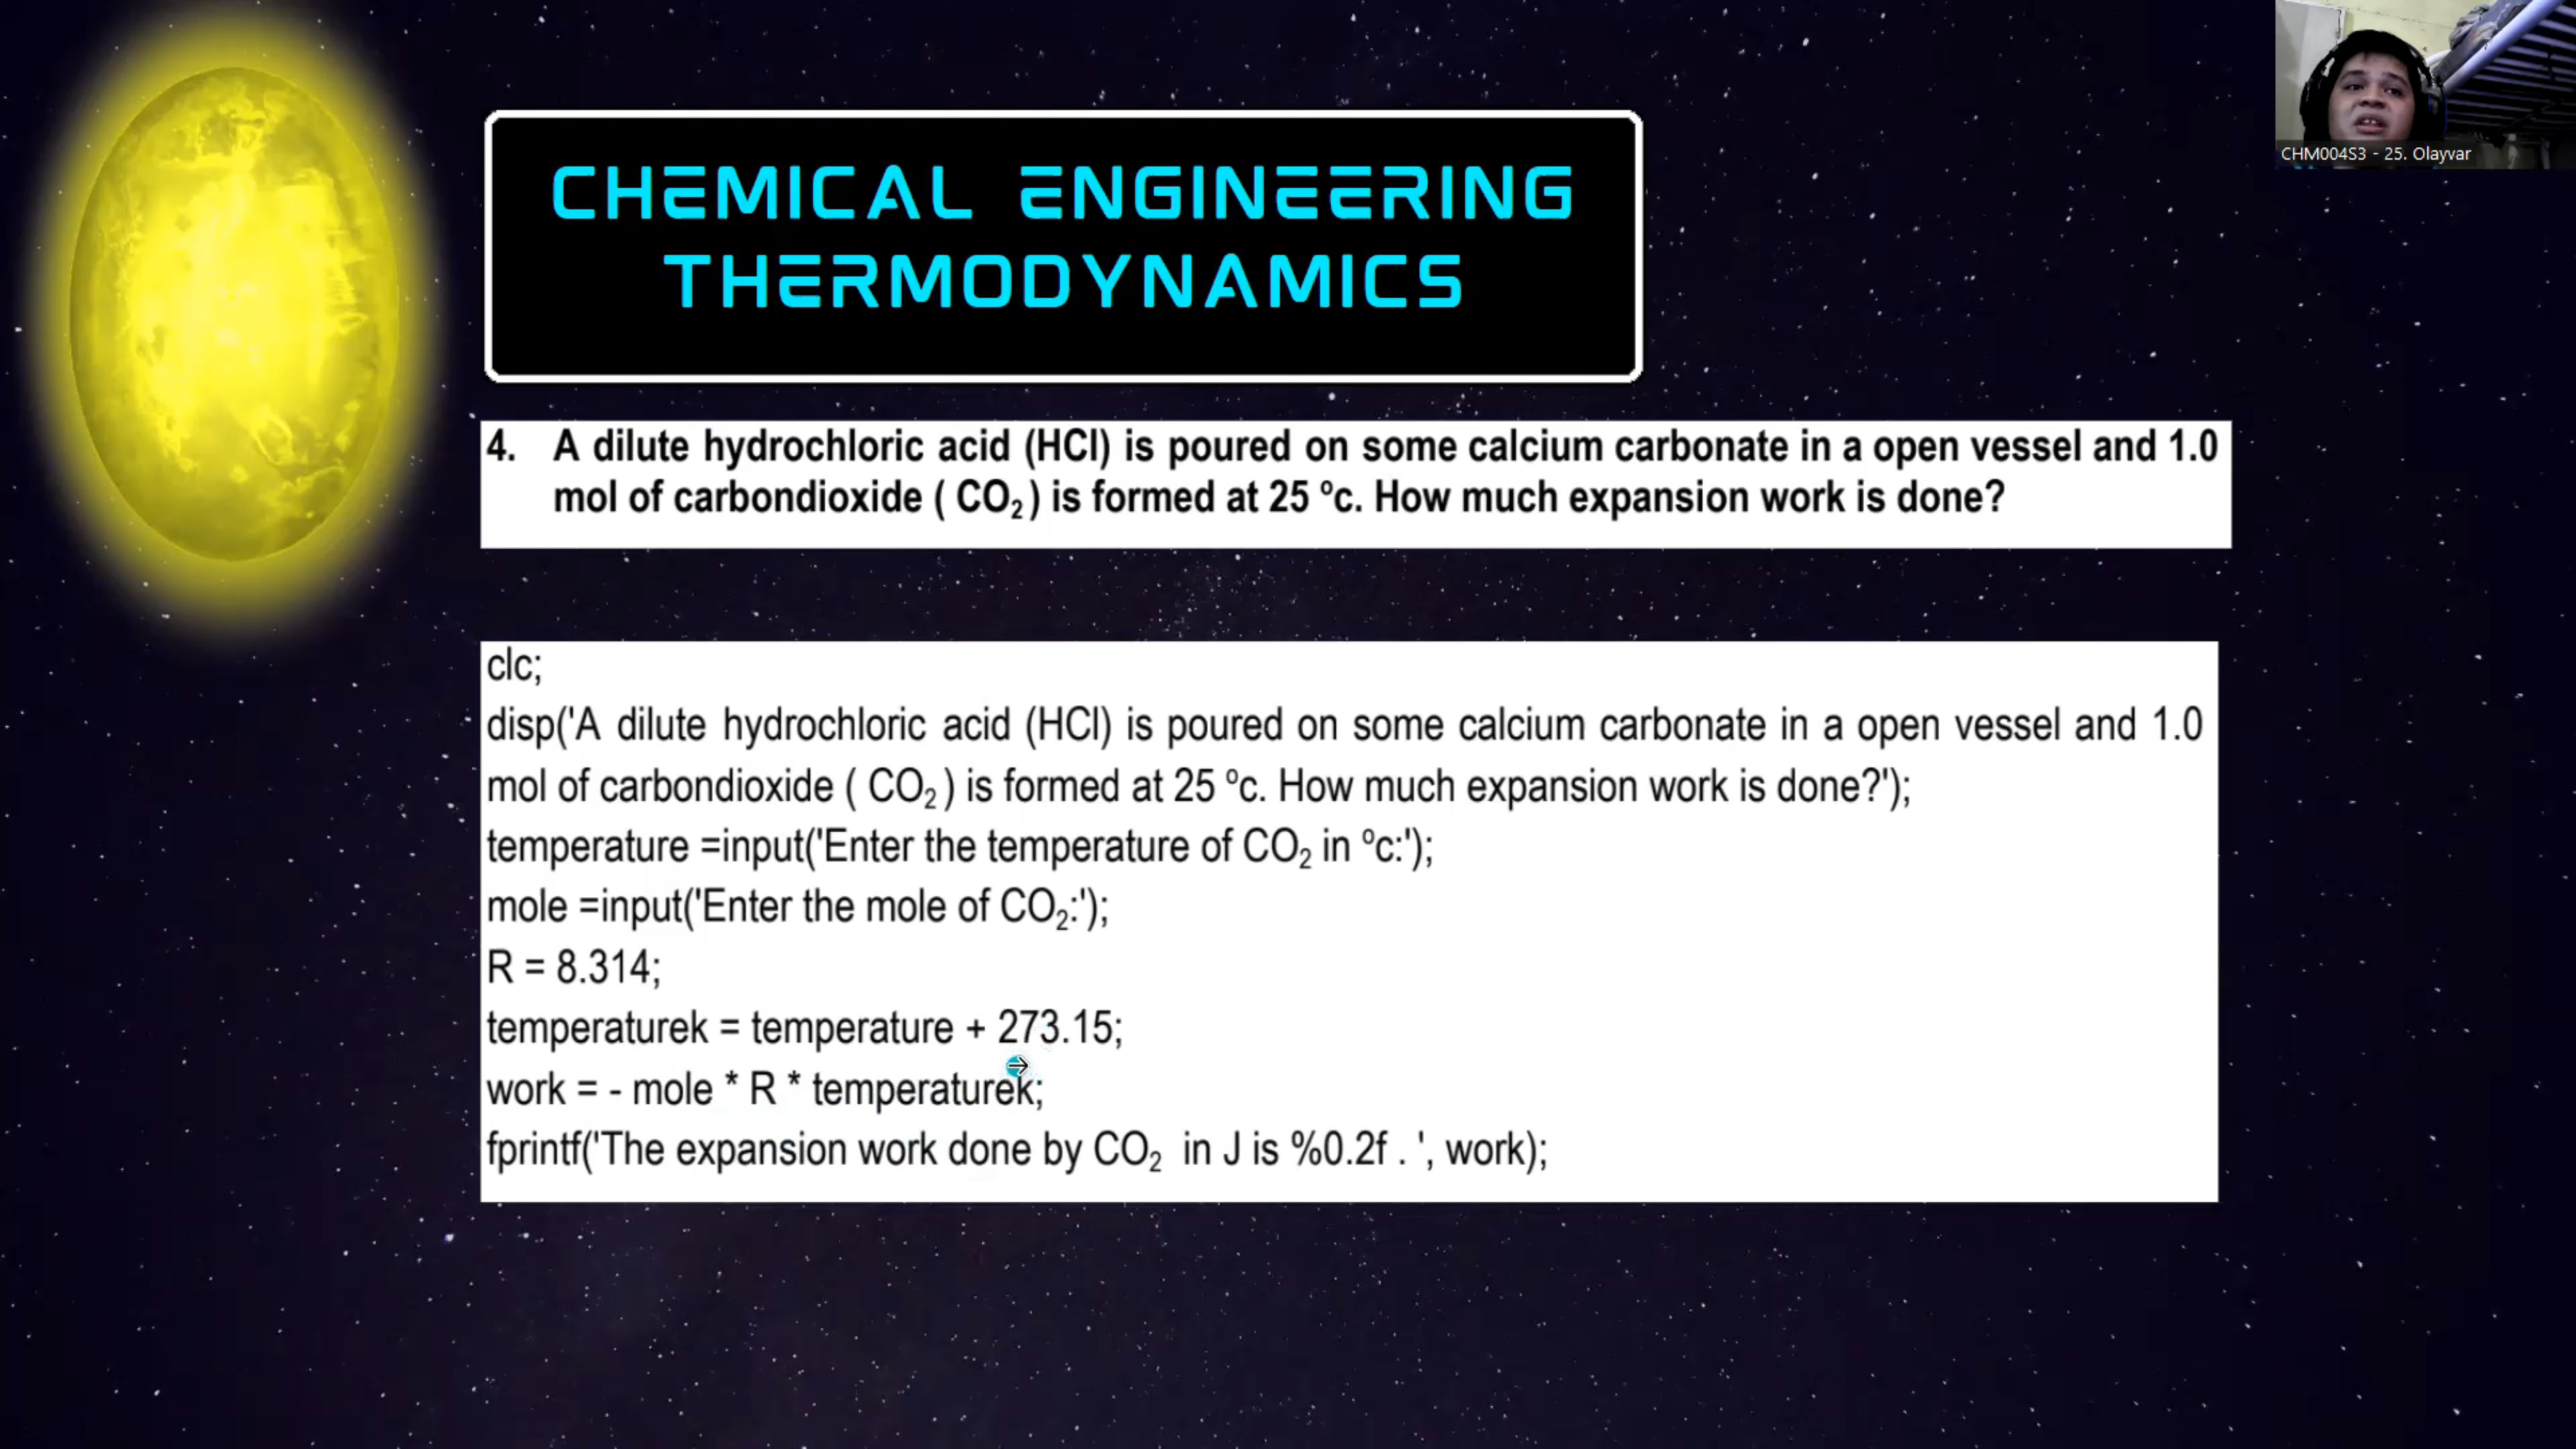 CHM004S3 - 25. Olayvar
CHEMICAL ENGINEERING
THERMODYNAMICS
4. A dilute hydrochloric acid (HCl) is poured on some calcium carbonate in a open vessel and 1.0
mol of carbondioxide ( CO₂ ) is formed at 25 ºc. How much expansion work is done?
clc;
disp('A dilute hydrochloric acid (HCl) is poured on some calcium carbonate in a open vessel and 1.0
mol of carbondioxide ( CO₂ ) is formed at 25 ºc. How much expansion work is done?');
temperature =input('Enter the temperature of CO₂ in ºc:');
mole =input('Enter the mole of CO₂:');
R = 8.314;
temperaturek = temperature + 273.15;
work = - mole * R * temperaturek;
fprintf('The expansion work done by CO₂  in J is %0.2f . ', work);